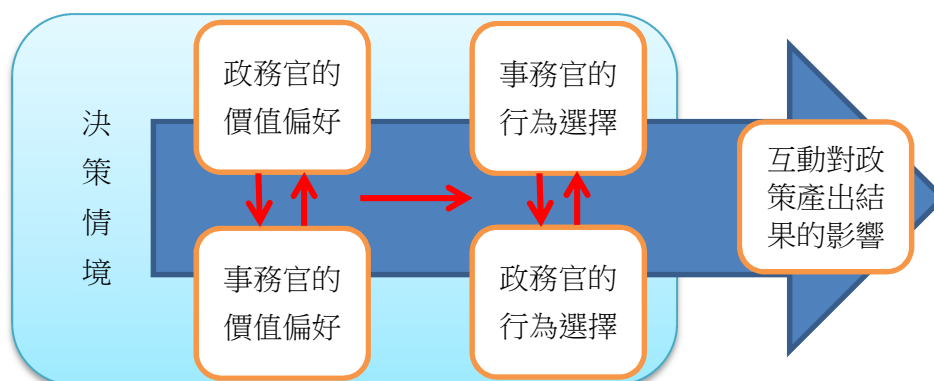 決
策
情
境
政務官的
價值偏好
事務官的
價值偏好
事務官的
行為選擇
政務官的
行為選擇
互動對政
策產出結
果的影響